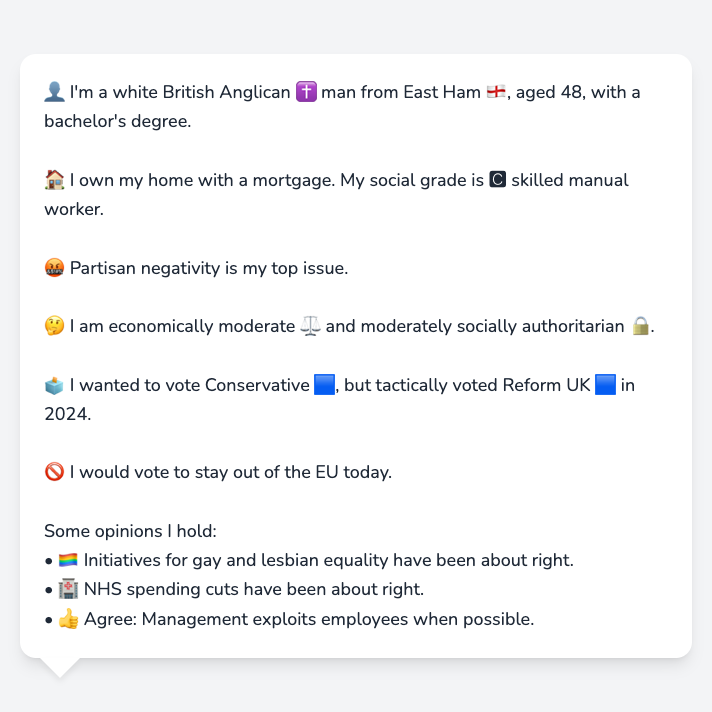 👤 I'm a white British Anglican ✝️ man from East Ham 🏴󠁧󠁢󠁥󠁮󠁧󠁿, aged 48, with a
bachelor's degree.
🏠 I own my home with a mortgage. My social grade is 🅲 skilled manual
worker.
🤬 Partisan negativity is my top issue.
🤔 I am economically moderate ⚖️ and moderately socially authoritarian 🔒.
🗳️ I wanted to vote Conservative 🟦, but tactically voted Reform UK 🟦 in
2024.
🚫 I would vote to stay out of the EU today.
Some opinions I hold:
• 🏳️‍🌈 Initiatives for gay and lesbian equality have been about right.
• 🏥 NHS spending cuts have been about right.
• 👍 Agree: Management exploits employees when possible.